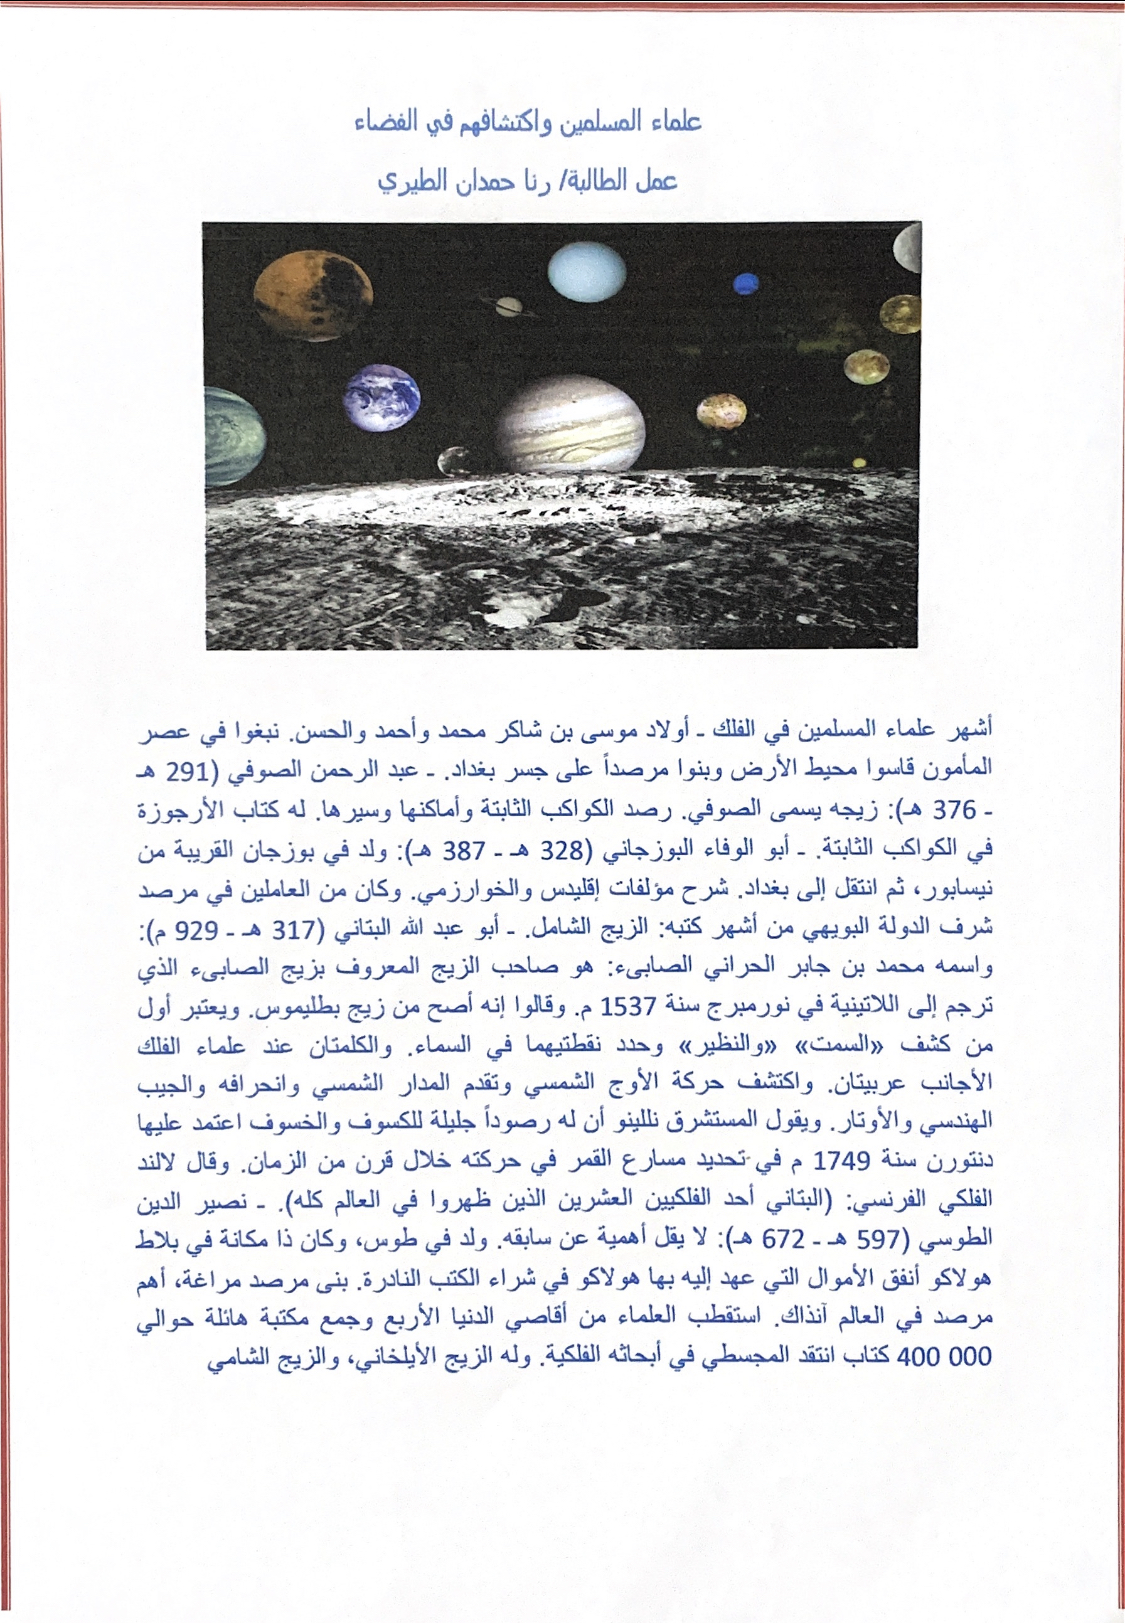 علماء المسلمين واكتشافهم في الفضاء
عمل الطالبة/ رنا حمدان الطيري
أشهر علماء المسلمين في الفلك ـ أولاد موسى بن شاكر محمد وأحمد والحسن. نبغوا في عصر
المأمون قاسوا محيط الأرض وبنوا مرصداً على جسر بغداد. ـ عبد الرحمن الصوفي (291 هـ
ـ 376 هـ): زيجه يسمى الصوفي. رصد الكواكب الثابتة وأماكنها وسيرها. له كتاب الأرجوزة
في الكواكب الثابتة. ـ أبو الوفاء البوزجاني (328 هـ ـ 387 هـ): ولد في بوزجان القريبة من
نيسابور، ثم انتقل إلى بغداد. شرح مؤلفات إقليدس والخوارزمي. وكان من العاملين في مرصد
شرف الدولة البويهي من أشهر كتبه: الزيج الشامل. ـ أبو عبد الله البتاني (317 هـ ـ 929 م):
واسمه محمد بن جابر الحراني الصابىء: هو صاحب الزيج المعروف بزيج الصابىء الذي
ترجم إلى اللاتينية في نورمبرج سنة 1537 م. وقالوا إنه أصح من زيج بطليموس. ويعتبر أول
من كشف «السمت» «والنظير» وحدد نقطتيهما في السماء. والكلمتان عند علماء الفلك
الأجانب عربيتان. واكتشف حركة الأوج الشمسي وتقدم المدار الشمسي وانحرافه والجيب
الهندسي والأوتار. ويقول المستشرق نللينو أن له رصوداً جليلة للكسوف والخسوف اعتمد عليها
دنتورن سنة 1749 م في تحديد مسارع القمر في حركته خلال قرن من الزمان. وقال لالند
الفلكي الفرنسي: (البتاني أحد الفلكيين العشرين الذين ظهروا في العالم كله). ـ نصير الدين
الطوسي (597 هـ ـ 672 هـ): لا يقل أهمية عن سابقه. ولد في طوس، وكان ذا مكانة في بلاط
هولاكو أنفق الأموال التي عهد إليه بها هولاكو في شراء الكتب النادرة. بنى مرصد مراغة، أهم
مرصد في العالم آنذاك. استقطب العلماء من أقاصي الدنيا الأربع وجمع مكتبة هائلة حوالي
400 000 كتاب انتقد المجسطي في أبحاثه الفلكية. وله الزيج الأيلخاني، والزيج الشامي